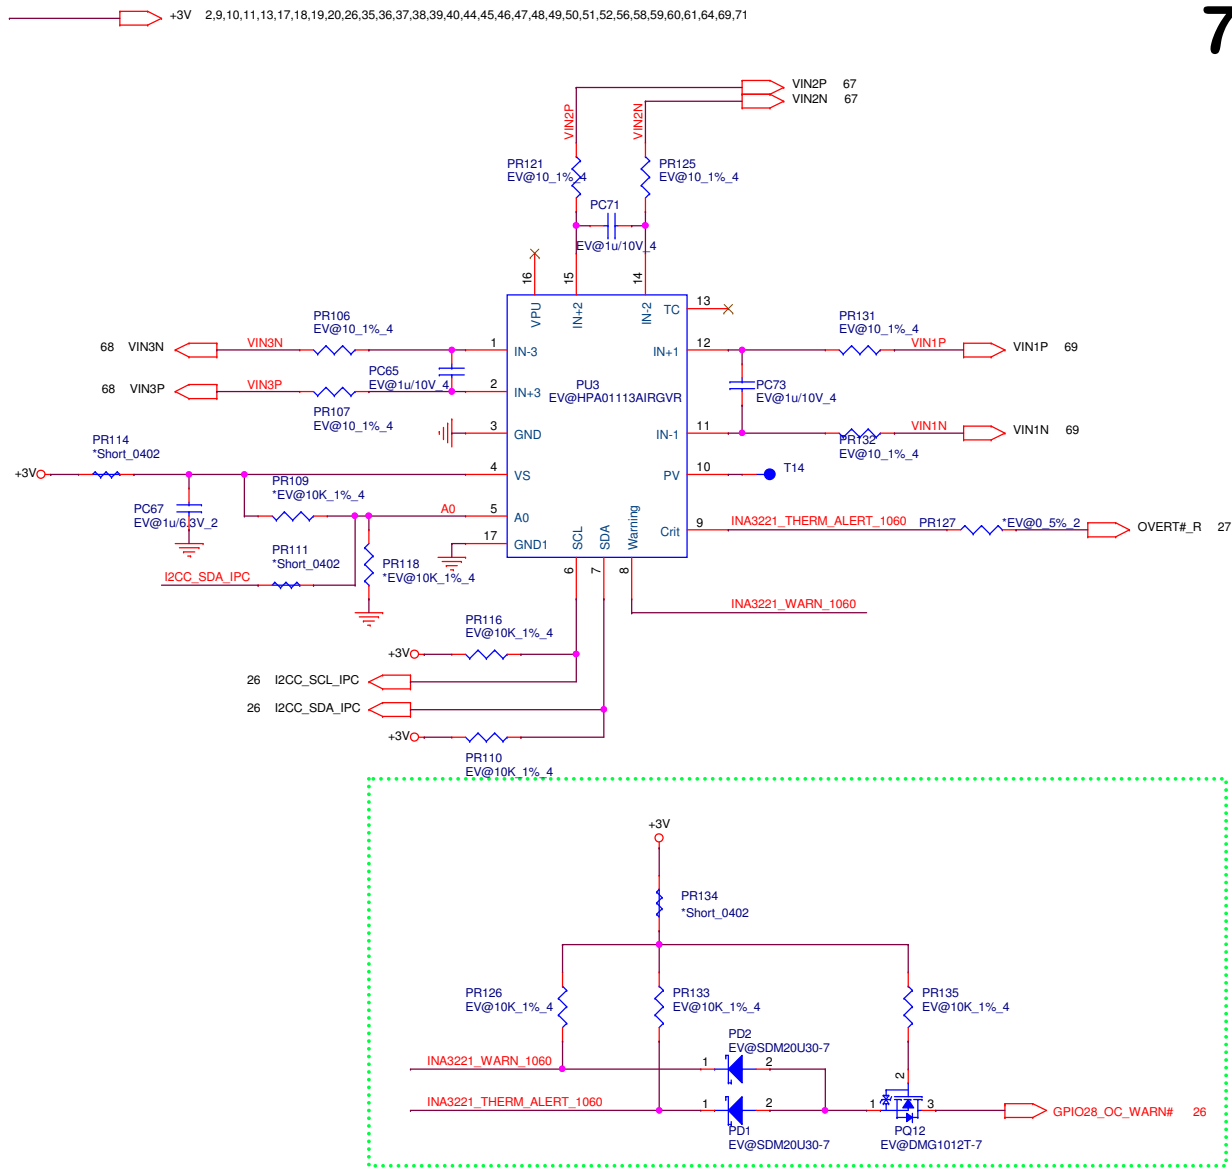 +3V 2,9,10,11,13,17,18,19,20,26,35,36,37,38,39,40,44,45,46,47,48,49,50,51,52,56,58,59,60,61,64,69,71
7
VIN2P 67
VIN2N 67
VIN2P
VIN2N
PR121
EV@10_1%_4
PR125
EV@10_1%_4
PC71
EV@1u/10V_4
16
15
14
VPU
IN+2
IN-2
TC
13
PR106
EV@10_1%_4
68 VIN3N
VIN3N
1
IN-3
PC65
EV@1u/10V_4
68 VIN3P
VIN3P
2
IN+3
PR107
EV@10_1%_4
PU3
EV@HPA01113AIRGVR
IN+1
12
PR131
EV@10_1%_4
VIN1P
VIN1P 69
PC73
EV@1u/10V_4
IN-1
11
VIN1N
VIN1N 69
PR132
EV@10_1%_4
3
GND
PR114
*Short_0402
+3V
4
VS
PV
10
T14
PC67
EV@1u/6.3V_2
PR109
*EV@10K_1%_4
A0
5
A0
17
GND1
SCL
SDA
Warning
Crit
9
INA3221_THERM_ALERT_1060
PR127
*EV@0_5%_2
OVERT#_R 27
PR111
*Short_0402
I2CC_SDA_IPC
PR118
*EV@10K_1%_4
6
7
8
INA3221_WARN_1060
PR116
EV@10K_1%_4
+3V
26 I2CC_SCL_IPC
26 I2CC_SDA_IPC
+3V
PR110
EV@10K_1%_4
+3V
PR134
*Short_0402
PR126
EV@10K_1%_4
PR133
EV@10K_1%_4
PR135
EV@10K_1%_4
PD2
EV@SDM20U30-7
INA3221_WARN_1060
1
2
2
INA3221_THERM_ALERT_1060
1
2
1
3
GPIO28_OC_WARN# 26
PD1
EV@SDM20U30-7
PQ12
EV@DMG1012T-7